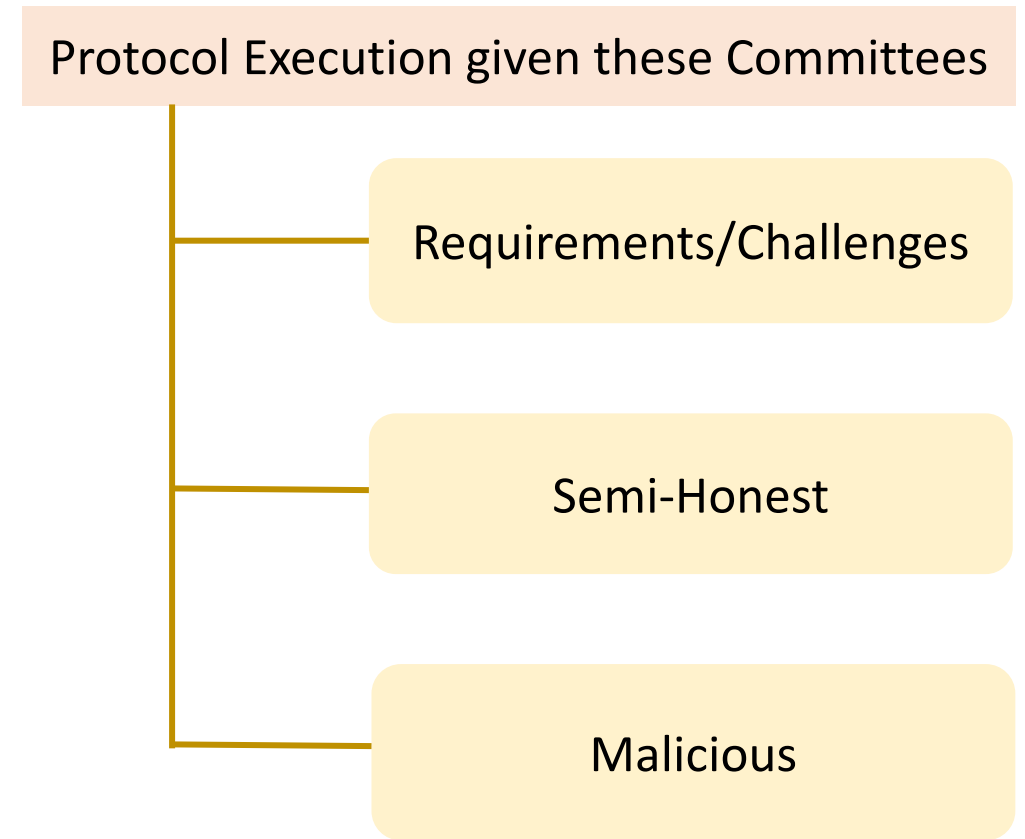 Protocol Execution given these Committees
Requirements/Challenges
Semi-Honest
Malicious